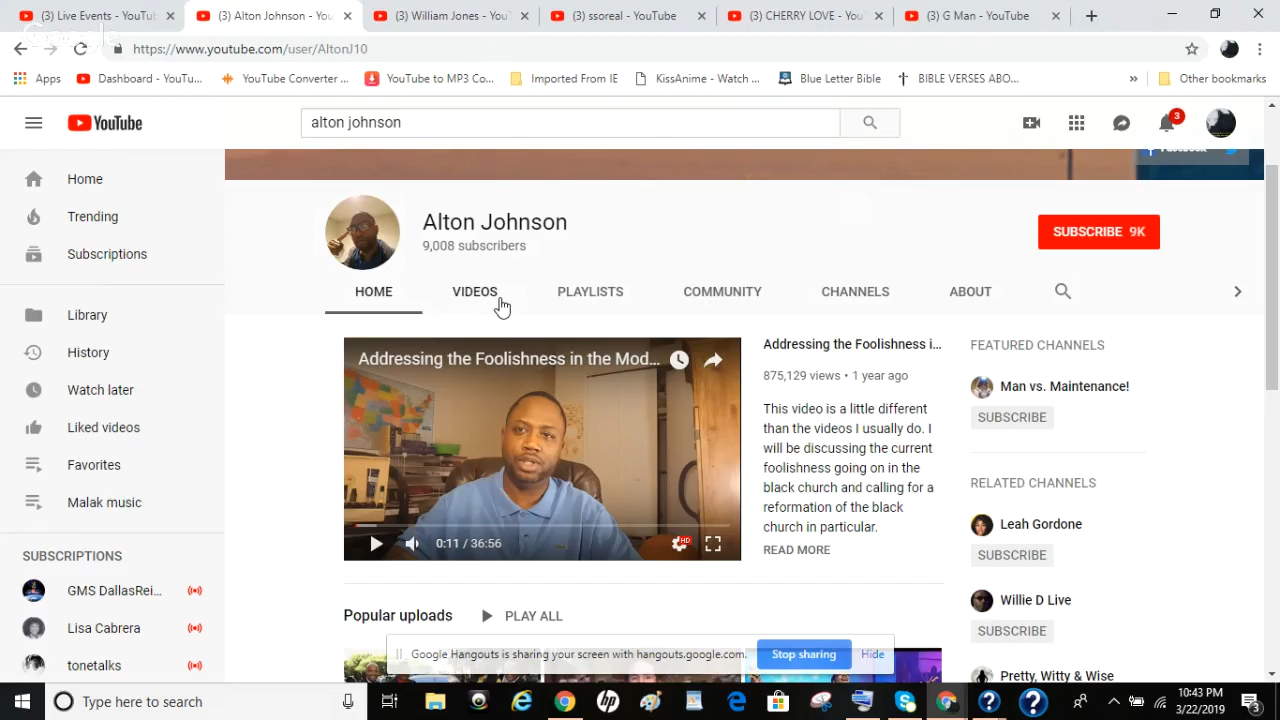 (3) Live Events - YouTube
(3) Alton Johnson - YouTube
(3) William Jones - YouTube
(3) ssoreal - YouTube
(3) CHERRY LOVE - YouTu
(3) G Man - YouTube
https://www.youtube.com/user/AltonJ10
Apps
Dashboard - YouTu...
YouTube Converter ...
YouTube to MP3 Co...
Imported From IE
KissAnime - Watch ...
Blue Letter Bible
BIBLE VERSES ABO...
»
Other bookmarks
YouTube
alton johnson
3
Home
Trending
Subscriptions
Library
History
Watch later
Liked videos
Favorites
Malak music
SUBSCRIPTIONS
GMS DallasRei...
Lisa Cabrera
tonetalks
Facebook
Alton Johnson
9,008 subscribers
SUBSCRIBE 9K
HOME
VIDEOS
PLAYLISTS
COMMUNITY
CHANNELS
ABOUT
Addressing the Foolishness in the Mod...
0:11 / 36:56
HD
Addressing the Foolishness i...
875,129 views • 1 year ago
This video is a little different
than the videos I usually do. I
will be discussing the current
foolishness going on in the
black church and calling for a
reformation of the black
church in particular.
READ MORE
FEATURED CHANNELS
Man vs. Maintenance!
SUBSCRIBE
RELATED CHANNELS
Leah Gordone
SUBSCRIBE
Willie D Live
SUBSCRIBE
Pretty, Witty & Wise
Popular uploads
PLAY ALL
Google Hangouts is sharing your screen with hangouts.google.com.
Stop sharing
Hide
Type here to search
10:43 PM
3/22/2019
3